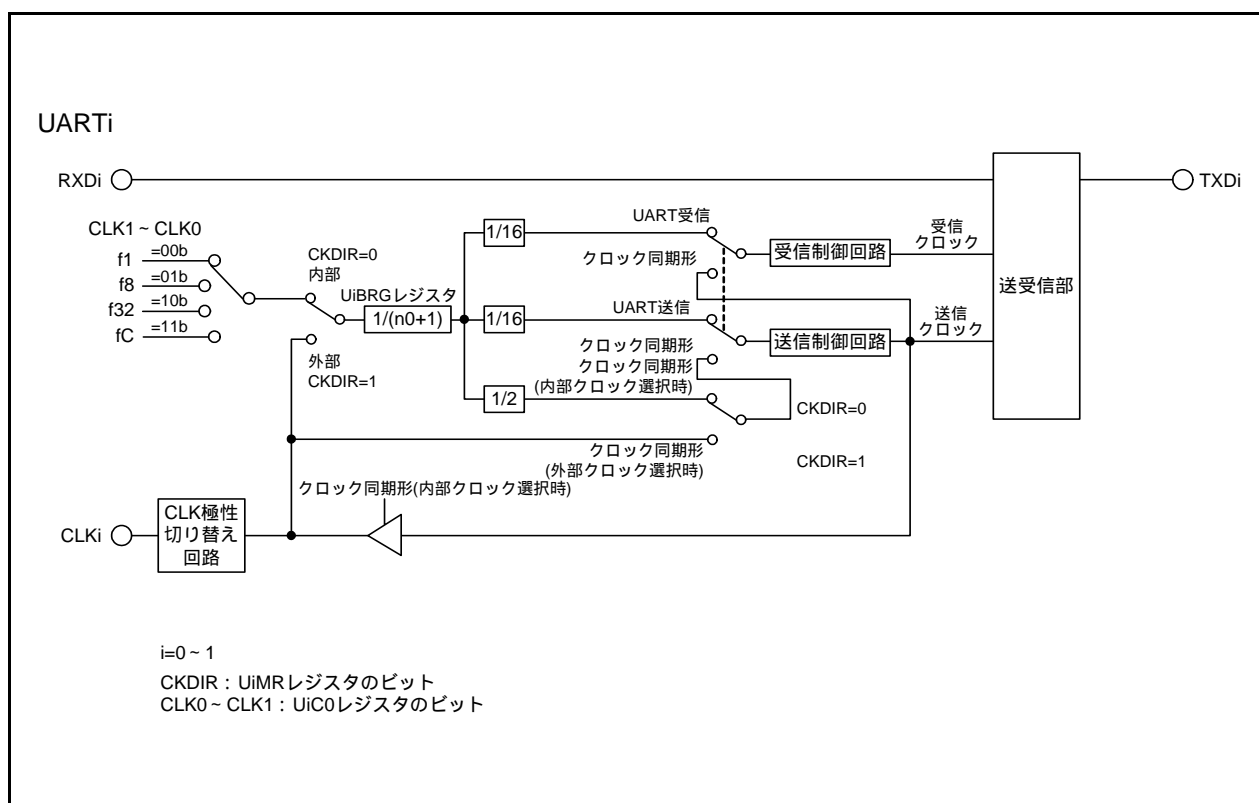 UARTi
RXDi
TXDi
CLK1 ~ CLK0
f1 =00b
f8 =01b
f32 =10b
fC =11b
CKDIR=0
内部
UiBRGレジスタ
1/(n0+1)
外部
CKDIR=1
1/16
UART受信
クロック同期形
受信制御回路
受信
クロック
1/16
UART送信
クロック同期形
送信制御回路
送信
クロック
送受信部
クロック同期形
(内部クロック選択時)
1/2
CKDIR=0
クロック同期形
(外部クロック選択時)
CKDIR=1
クロック同期形(内部クロック選択時)
CLKi
CLK極性
切り替え
回路
i=0 ~ 1
CKDIR : UiMRレジスタのビット
CLK0 ~ CLK1 : UiC0レジスタのビット